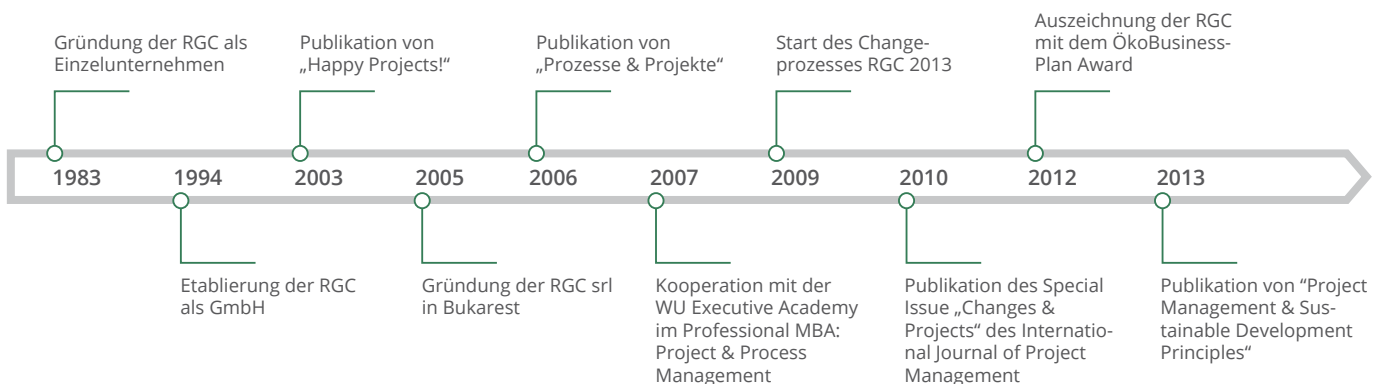 Gründung der RGC als
Einzelunternehmen
Publikation von
„Happy Projects!“
Publikation von
„Prozesse & Projekte“
Start des Change-
prozesses RGC 2013
Auszeichnung der RGC
mit dem ÖkoBusiness-
Plan Award
1983 1994 2003 2005 2006 2007 2009 2010 2012 2013
Etablierung der RGC
als GmbH
Gründung der RGC srl
in Bukarest
Kooperation mit der
WU Executive Academy
im Professional MBA:
Project & Process
Management
Publikation des Special
Issue „Changes &
Projects“ des Internatio-
nal Journal of Project
Management
Publikation von “Project
Management & Sus-
tainable Development
Principles“